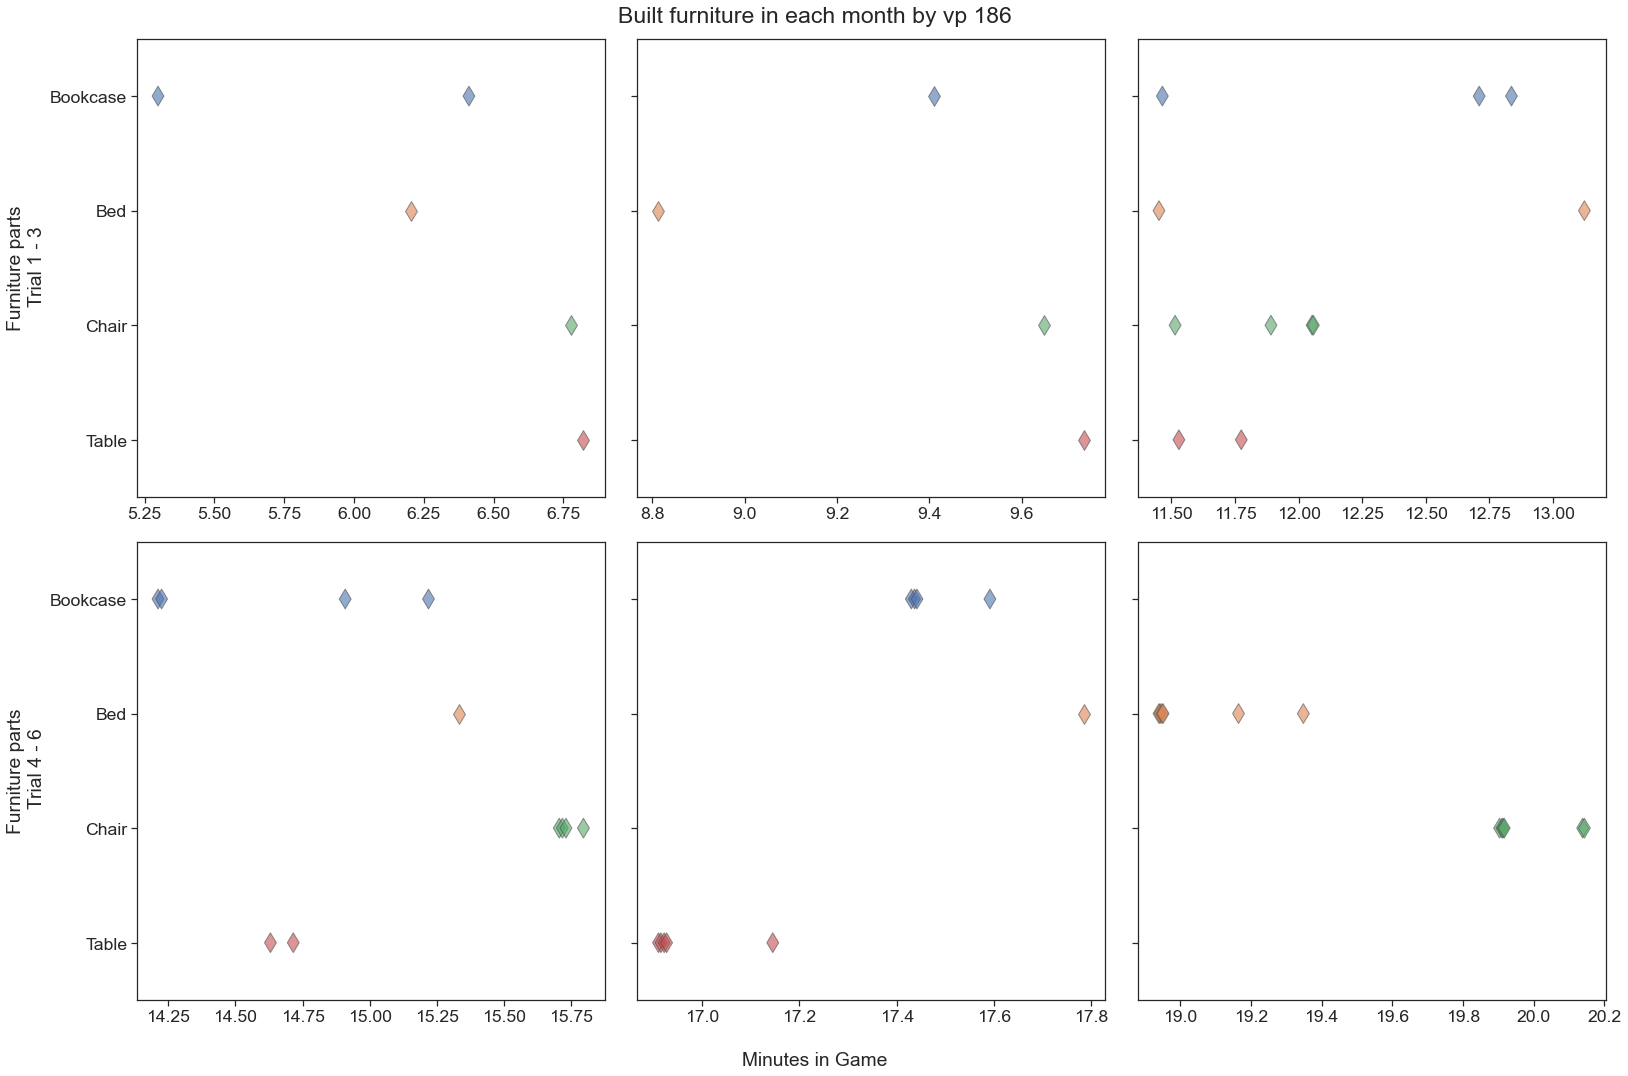 Built furniture in each month by vp 186
Furniture parts
Trial 1 - 3
Bookcase
Bed
Chair
Table
5.25 5.50 5.75 6.00 6.25 6.50 6.75
8.8 9.0 9.2 9.4 9.6
11.50 11.75 12.00 12.25 12.50 12.75 13.00
Furniture parts
Trial 4 - 6
Bookcase
Bed
Chair
Table
14.25 14.50 14.75 15.00 15.25 15.50 15.75
17.0 17.2 17.4 17.6 17.8
19.0 19.2 19.4 19.6 19.8 20.0 20.2
Minutes in Game